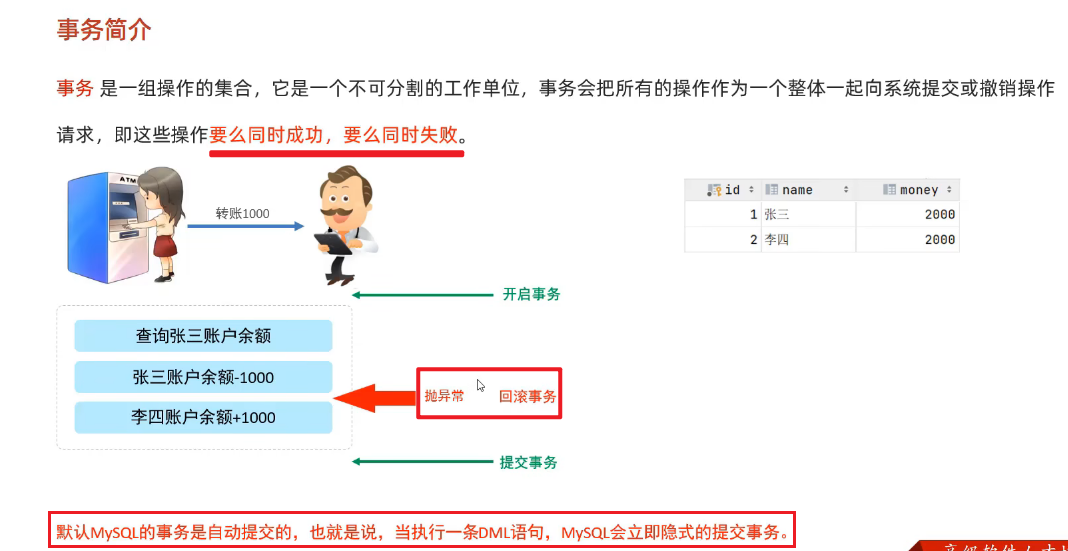 事务简介
事务 是一组操作的集合，它是一个不可分割的工作单位，事务会把所有的操作作为一个整体一起向系统提交或撤销操作
请求，即这些操作要么同时成功，要么同时失败。
ATM
转账1000
id name money
1 张三 2000
2 李四 2000
开启事务
查询张三账户余额
张三账户余额-1000
抛异常 回滚事务
李四账户余额+1000
提交事务
默认MySQL的事务是自动提交的，也就是说，当执行一条DML语句，MySQL会立即隐式的提交事务。